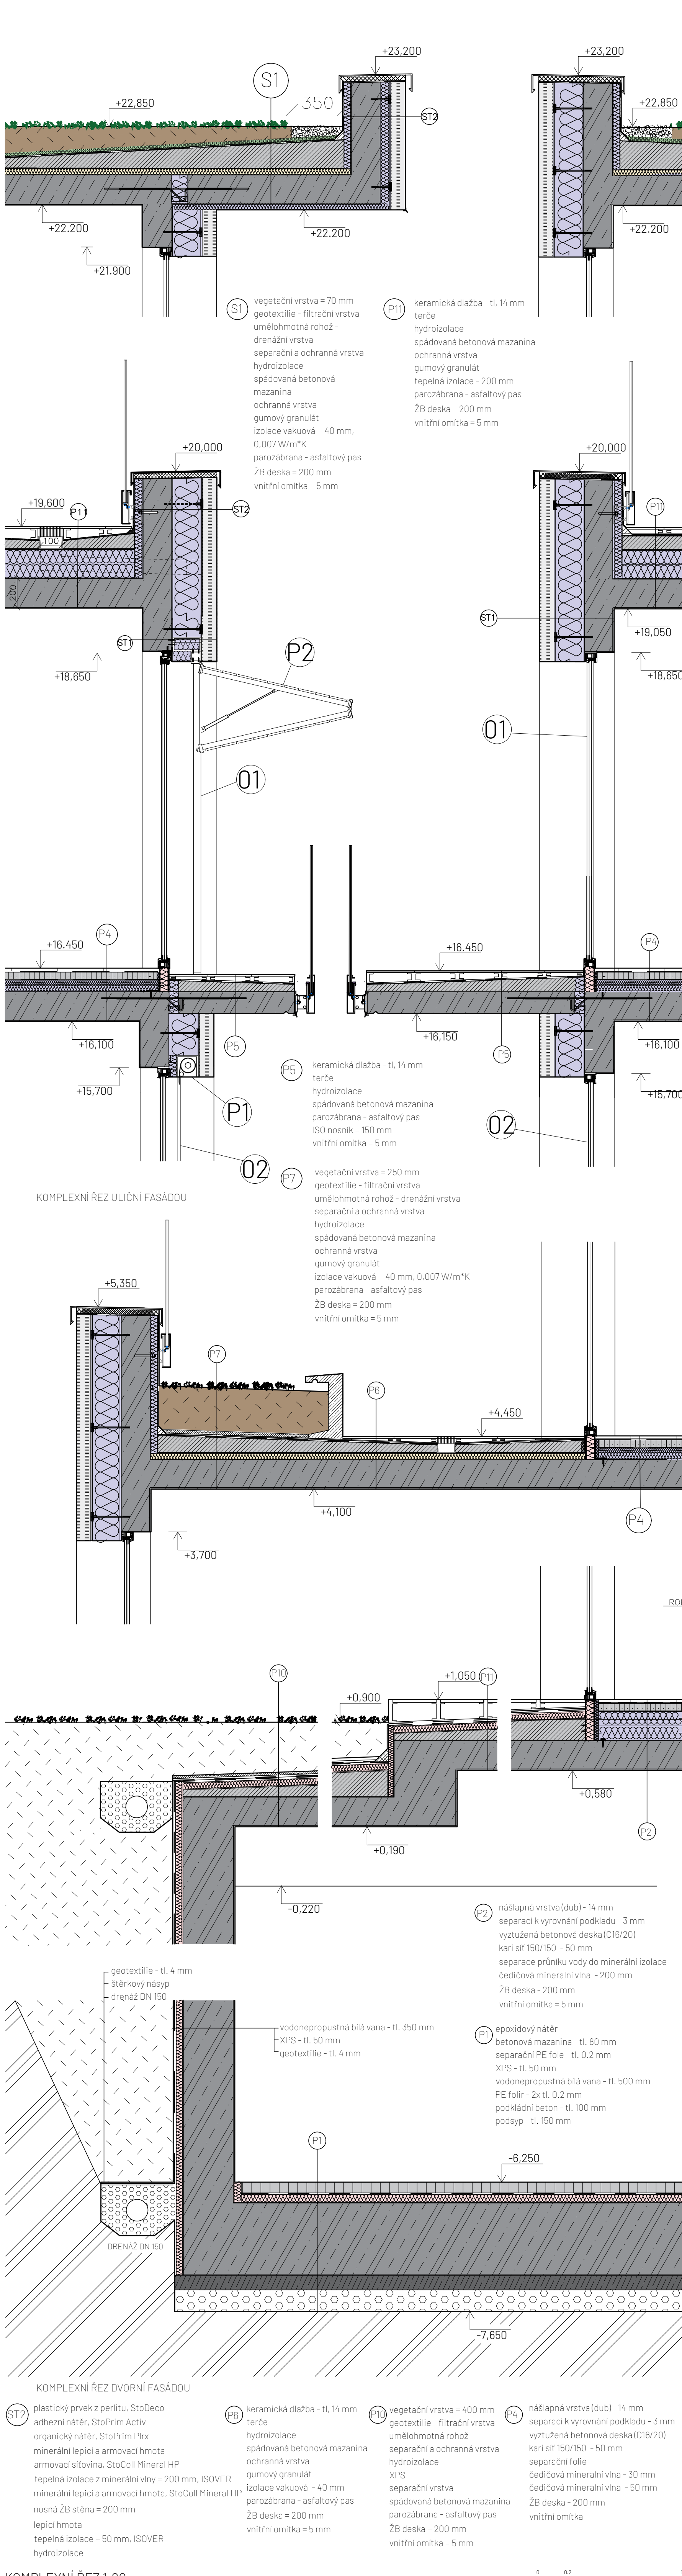 +23,200
+23,200
S1
+22,850
350
+22,850
ST2
+22.200
+22.200
+22.200
+21.900
S1
vegetační vrstva = 70 mm
geotextilie - filtrační vrstva
umělohmotná rohož -
drenážní vrstva
separační a ochranná vrstva
hydroizolace
spádovaná betonová
mazanina
ochranná vrstva
gumový granulát
izolace vakuová - 40 mm,
0,007 W/m*K
parozábrana - asfaltový pas
ŽB deska = 200 mm
vnitřní omítka = 5 mm
P11
keramická dlažba - tl, 14 mm
terče
hydroizolace
spádovaná betonová mazanina
ochranná vrstva
gumový granulát
tepelná izolace - 200 mm
parozábrana - asfaltový pas
ŽB deska = 200 mm
vnitřní omítka = 5 mm
+20,000
+20,000
+19,600
P11
ST2
P11
100
200
ST1
ST1
+19,050
+18,650
+18,650
P2
01
01
P4
+16.450
+16.450
P4
+16,100
P5
+16,150
P5
+16,100
+15,700
P1
+15,700
02
02
P5
keramická dlažba - tl, 14 mm
terče
hydroizolace
spádovaná betonová mazanina
parozábrana - asfaltový pas
ISO nosník = 150 mm
vnitřní omítka = 5 mm
KOMPLEXNÍ ŘEZ ULIČNÍ FASÁDOU
P7
vegetační vrstva = 250 mm
geotextilie - filtrační vrstva
umělohmotná rohož - drenážní vrstva
separační a ochranná vrstva
hydroizolace
spádovaná betonová mazanina
ochranná vrstva
gumový granulát
izolace vakuová - 40 mm, 0,007 W/m*K
parozábrana - asfaltový pas
ŽB deska = 200 mm
vnitřní omítka = 5 mm
+5,350
P7
P6
+4,450
+4,100
P4
+3,700
P10
+1,050
P11
+0,900
+0,580
P2
+0,190
-0,220
P2
nášlapná vrstva (dub) - 14 mm
separací k vyrovnání podkladu - 3 mm
vyztužená betonová deska (C16/20)
kari síť 150/150 - 50 mm
separace průniku vody do minerální izolace
čedičová mineralní vlna - 200 mm
ŽB deska - 200 mm
vnitřní omítka = 5 mm
geotextilie - tl. 4 mm
štěrkový násyp
drenáž DN 150
vodonepropustná bílá vana - tl. 350 mm
XPS - tl. 50 mm
geotextilie - tl, 4 mm
P1
epoxidový nátěr
betonová mazanina - tl. 80 mm
separační PE fole - tl. 0.2 mm
XPS - tl, 50 mm
vodonepropustná bílá vana - tl. 500 mm
PE folir - 2x tl. 0.2 mm
podkládní beton - tl. 100 mm
podsyp - tl. 150 mm
P1
-6,250
DRENÁŽ DN 150
-7,650
KOMPLEXNÍ ŘEZ DVORNÍ FASÁDOU
ST2
plastický prvek z perlitu, StoDeco
adhezní nátěr, StoPrim Activ
organický nátěr, StoPrim Plrx
minerální lepící a armovací hmota
armovací síťovina, StoColl Mineral HP
tepelná izolace z minerální vlny = 200 mm, ISOVER
minerální lepící a armovací hmota, StoColl Mineral HP
nosná ŽB stěna = 200 mm
lepící hmota
tepelná izolace = 50 mm, ISOVER
hydroizolace
P6
keramická dlažba - tl, 14 mm
terče
hydroizolace
spádovaná betonová mazanina
ochranná vrstva
gumový granulát
izolace vakuová - 40 mm
parozábrana - asfaltový pas
ŽB deska = 200 mm
vnitřní omítka = 5 mm
P10
vegetační vrstva = 400 mm
geotextilie - filtrační vrstva
umělohmotná rohož
separační a ochranná vrstva
hydroizolace
XPS
separační vrstva
spádovaná betonová mazanina
parozábrana - asfaltový pas
ŽB deska = 200 mm
vnitřní omítka = 5 mm
P4
nášlapná vrstva (dub) - 14 mm
separací k vyrovnání podkladu - 3 mm
vyztužená betonová deska (C16/20)
kari síť 150/150 - 50 mm
separační folie
čedičová mineralní vlna - 30 mm
čedičová mineralní vlna - 50 mm
ŽB deska - 200 mm
vnitřní omítka
0 0.2